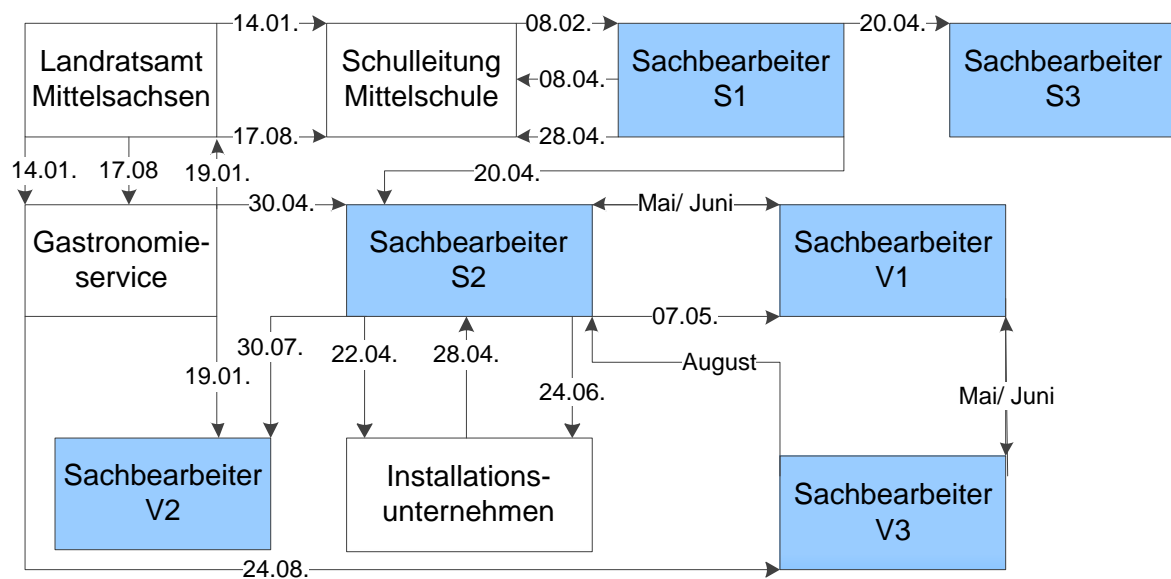 14.01.
08.02.
20.04.
Landratsamt
Mittelsachsen
Schulleitung
Mittelschule
08.04.
Sachbearbeiter
S1
Sachbearbeiter
S3
17.08.
28.04.
14.01.
17.08
19.01.
20.04.
30.04.
Mai/ Juni
Gastronomie-
service
Sachbearbeiter
S2
Sachbearbeiter
V1
07.05.
30.07.
22.04.
28.04.
August
19.01.
24.06.
Mai/ Juni
Sachbearbeiter
V2
Installations-
unternehmen
Sachbearbeiter
V3
24.08.